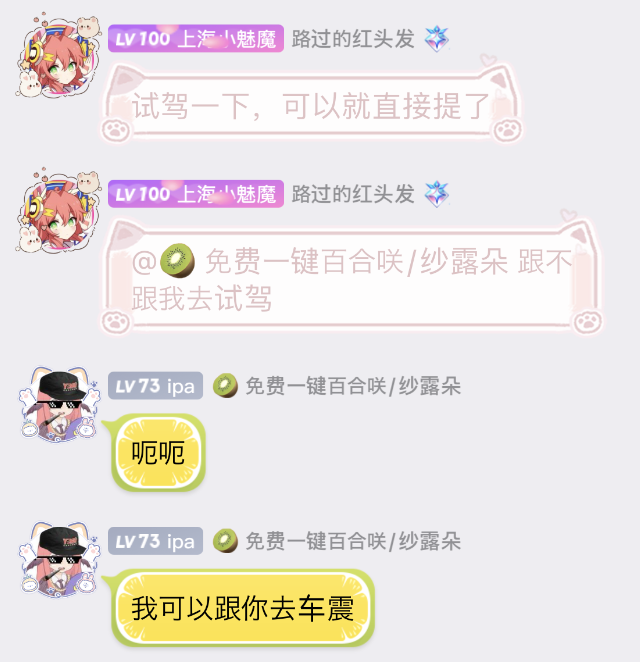 LV100 上海小魅魔 路过的红头发
试驾一下，可以就直接提了
LV100 上海小魅魔 路过的红头发
@🥝 免费一键百合咲/纱露朵 跟不
跟我去试驾
LV73 ipa 🥝 免费一键百合咲/纱露朵
呃呃
LV73 ipa 🥝 免费一键百合咲/纱露朵
我可以跟你去车震